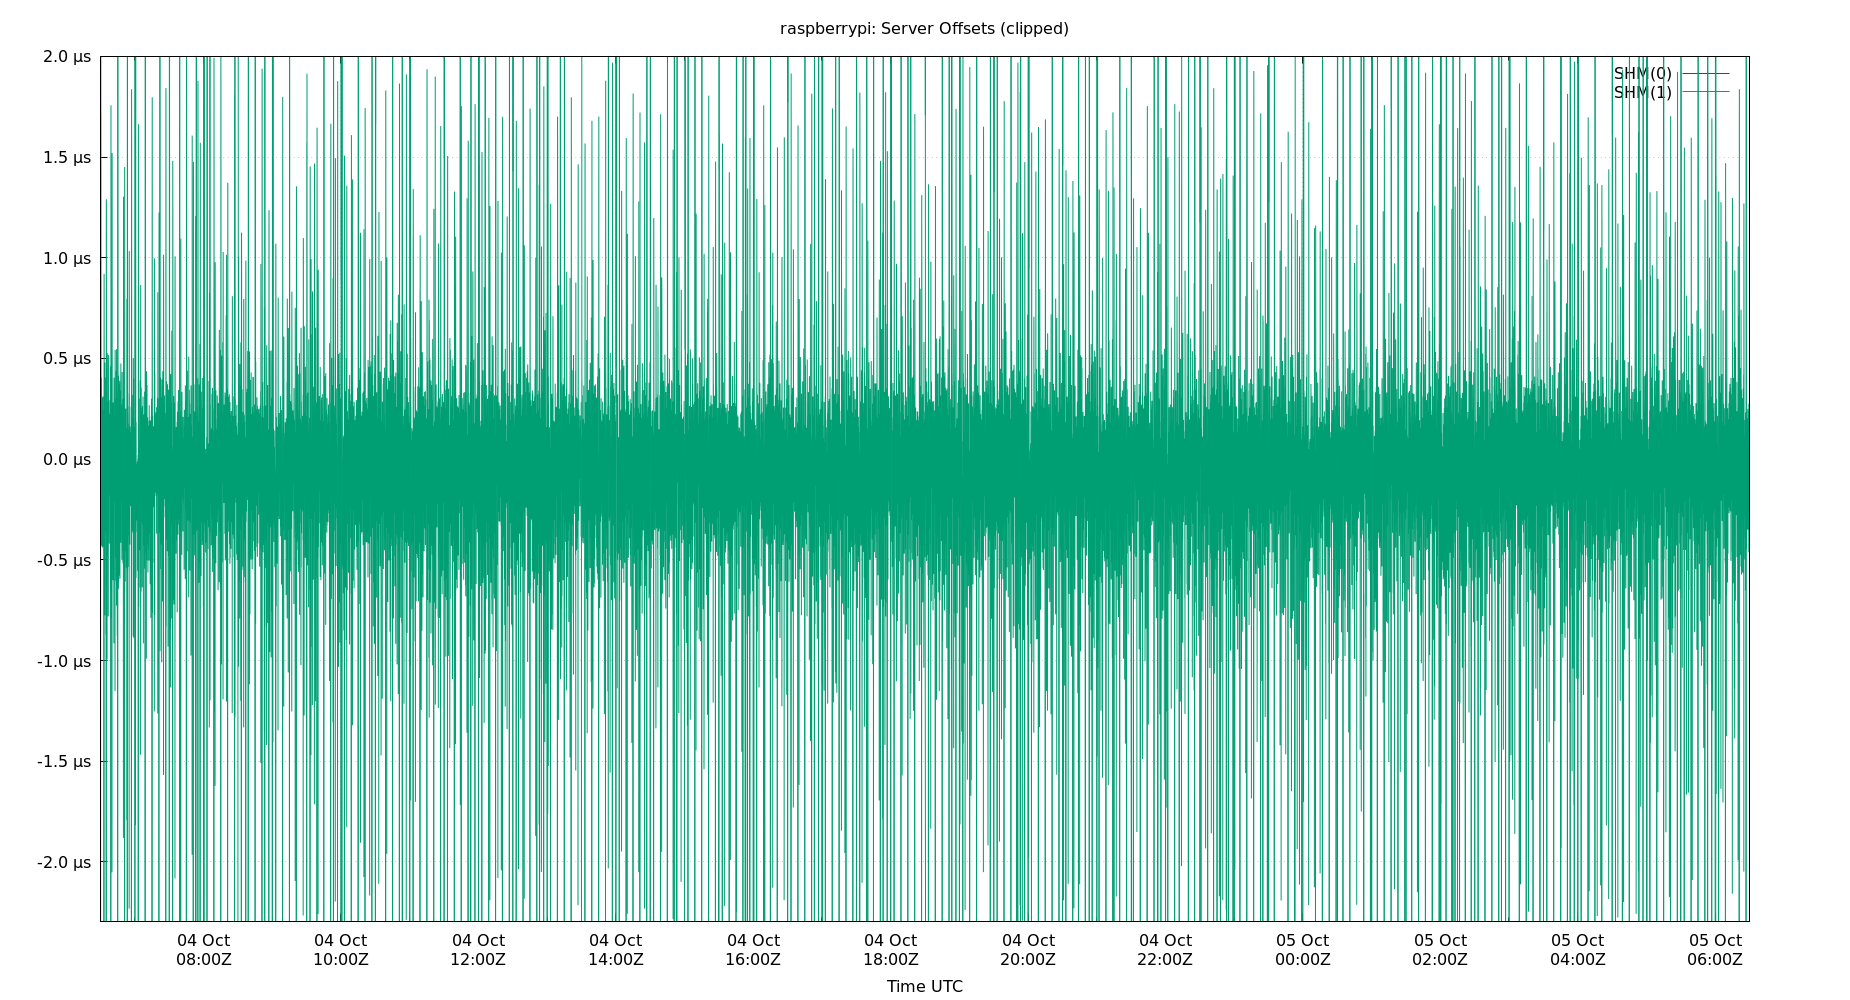 raspberrypi: Server Offsets (clipped)
2.0 µs
1.5 µs
1.0 µs
0.5 µs
0.0 µs
-0.5 µs
-1.0 µs
-1.5 µs
-2.0 µs
SHM(0)
SHM(1)
04 Oct 04 Oct 04 Oct 04 Oct 04 Oct 04 Oct 04 Oct 04 Oct 05 Oct 05 Oct 05 Oct 05 Oct
08:00Z 10:00Z 12:00Z 14:00Z 16:00Z 18:00Z 20:00Z 22:00Z 00:00Z 02:00Z 04:00Z 06:00Z
Time UTC